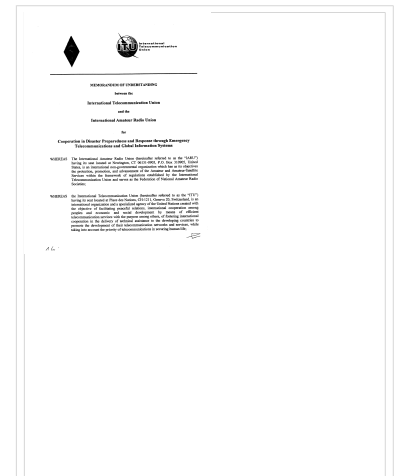 International
Telecommunication
Union
MEMORANDUM OF UNDERSTANDING
between the
International Telecommunication Union
and the
International Amateur Radio Union
for
Cooperation in Disaster Preparedness and Response through Emergency
Telecommunications and Global Information Systems
WHEREAS The International Amateur Radio Union (hereinafter referred to as the "IARU")
having its seat located at Newington, CT 06131-0905, P.O. Box 310905, United
States, is an international non-governmental organization which has as its objectives
the protection, promotion, and advancement of the Amateur and Amateur-Satellite
Services within the framework of regulations established by the International
Telecommunication Union and serves as the Federation of National Amateur Radio
Societies;
WHEREAS the International Telecommunication Union (hereinafter referred to as the "ITU")
having its seat located at Place des Nations, CH-1211, Geneva 20, Switzerland, is an
international organization and a specialized agency of the United Nations created with
the objective of facilitating peaceful relations, international cooperation among
peoples and economic and social development by means of efficient
telecommunication services with the purpose among others, of fostering international
cooperation in the delivery of technical assistance to the developing countries to
promote the development of their telecommunication networks and services, while
taking into account the priority of telecommunications in securing human life;